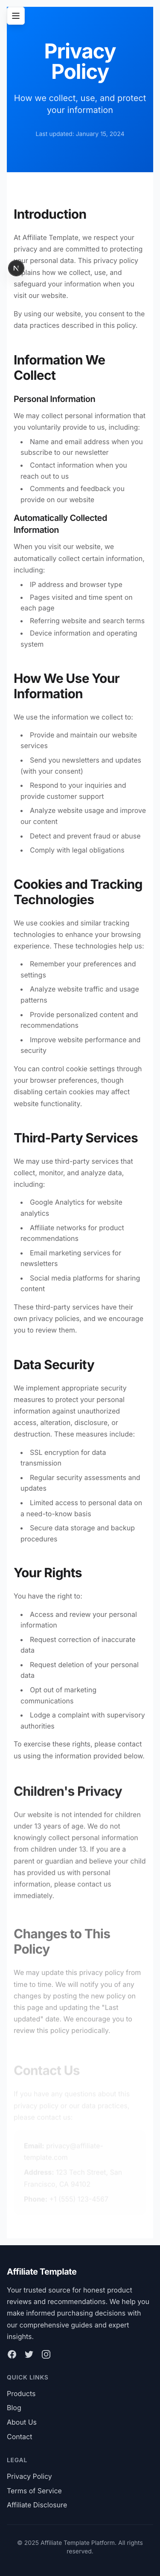 Privacy
Policy
How we collect, use, and protect
your information
Last updated: January 15, 2024
Introduction
At Affiliate Template, we respect your
privacy and are committed to protecting
your personal data. This privacy policy
explains how we collect, use, and
safeguard your information when you
visit our website.
By using our website, you consent to the
data practices described in this policy.
Information We
Collect
Personal Information
We may collect personal information that
you voluntarily provide to us, including:
• Name and email address when you
subscribe to our newsletter
• Contact information when you
reach out to us
• Comments and feedback you
provide on our website
Automatically Collected
Information
When you visit our website, we
automatically collect certain information,
including:
• IP address and browser type
• Pages visited and time spent on
each page
• Referring website and search terms
• Device information and operating
system
How We Use Your
Information
We use the information we collect to:
• Provide and maintain our website
services
• Send you newsletters and updates
(with your consent)
• Respond to your inquiries and
provide customer support
• Analyze website usage and improve
our content
• Detect and prevent fraud or abuse
• Comply with legal obligations
Cookies and Tracking
Technologies
We use cookies and similar tracking
technologies to enhance your browsing
experience. These technologies help us:
• Remember your preferences and
settings
• Analyze website traffic and usage
patterns
• Provide personalized content and
recommendations
• Improve website performance and
security
You can control cookie settings through
your browser preferences, though
disabling certain cookies may affect
website functionality.
Third-Party Services
We may use third-party services that
collect, monitor, and analyze data,
including:
• Google Analytics for website
analytics
• Affiliate networks for product
recommendations
• Email marketing services for
newsletters
• Social media platforms for sharing
content
These third-party services have their
own privacy policies, and we encourage
you to review them.
Data Security
We implement appropriate security
measures to protect your personal
information against unauthorized
access, alteration, disclosure, or
destruction. These measures include:
• SSL encryption for data
transmission
• Regular security assessments and
updates
• Limited access to personal data on
a need-to-know basis
• Secure data storage and backup
procedures
Your Rights
You have the right to:
• Access and review your personal
information
• Request correction of inaccurate
data
• Request deletion of your personal
data
• Opt out of marketing
communications
• Lodge a complaint with supervisory
authorities
To exercise these rights, please contact
us using the information provided below.
Children's Privacy
Our website is not intended for children
under 13 years of age. We do not
knowingly collect personal information
from children under 13. If you are a
parent or guardian and believe your child
has provided us with personal
information, please contact us
immediately.
Changes to This
Policy
We may update this privacy policy from
time to time. We will notify you of any
changes by posting the new policy on
this page and updating the "Last
updated" date. We encourage you to
review this policy periodically.
Contact Us
If you have any questions about this
privacy policy or our data practices,
please contact us:
Email: privacy@affiliate-
template.com
Address: 123 Tech Street, San
Francisco, CA 94102
Phone:
Affiliate Template
Your trusted source for honest product
reviews and recommendations. We help you
make informed purchasing decisions with
our comprehensive guides and expert
insights.
QUICK LINKS
Products
Blog
About Us
Contact
LEGAL
Privacy Policy
Terms of Service
Affiliate Disclosure
© 2025 Affiliate Template Platform. All rights
reserved.